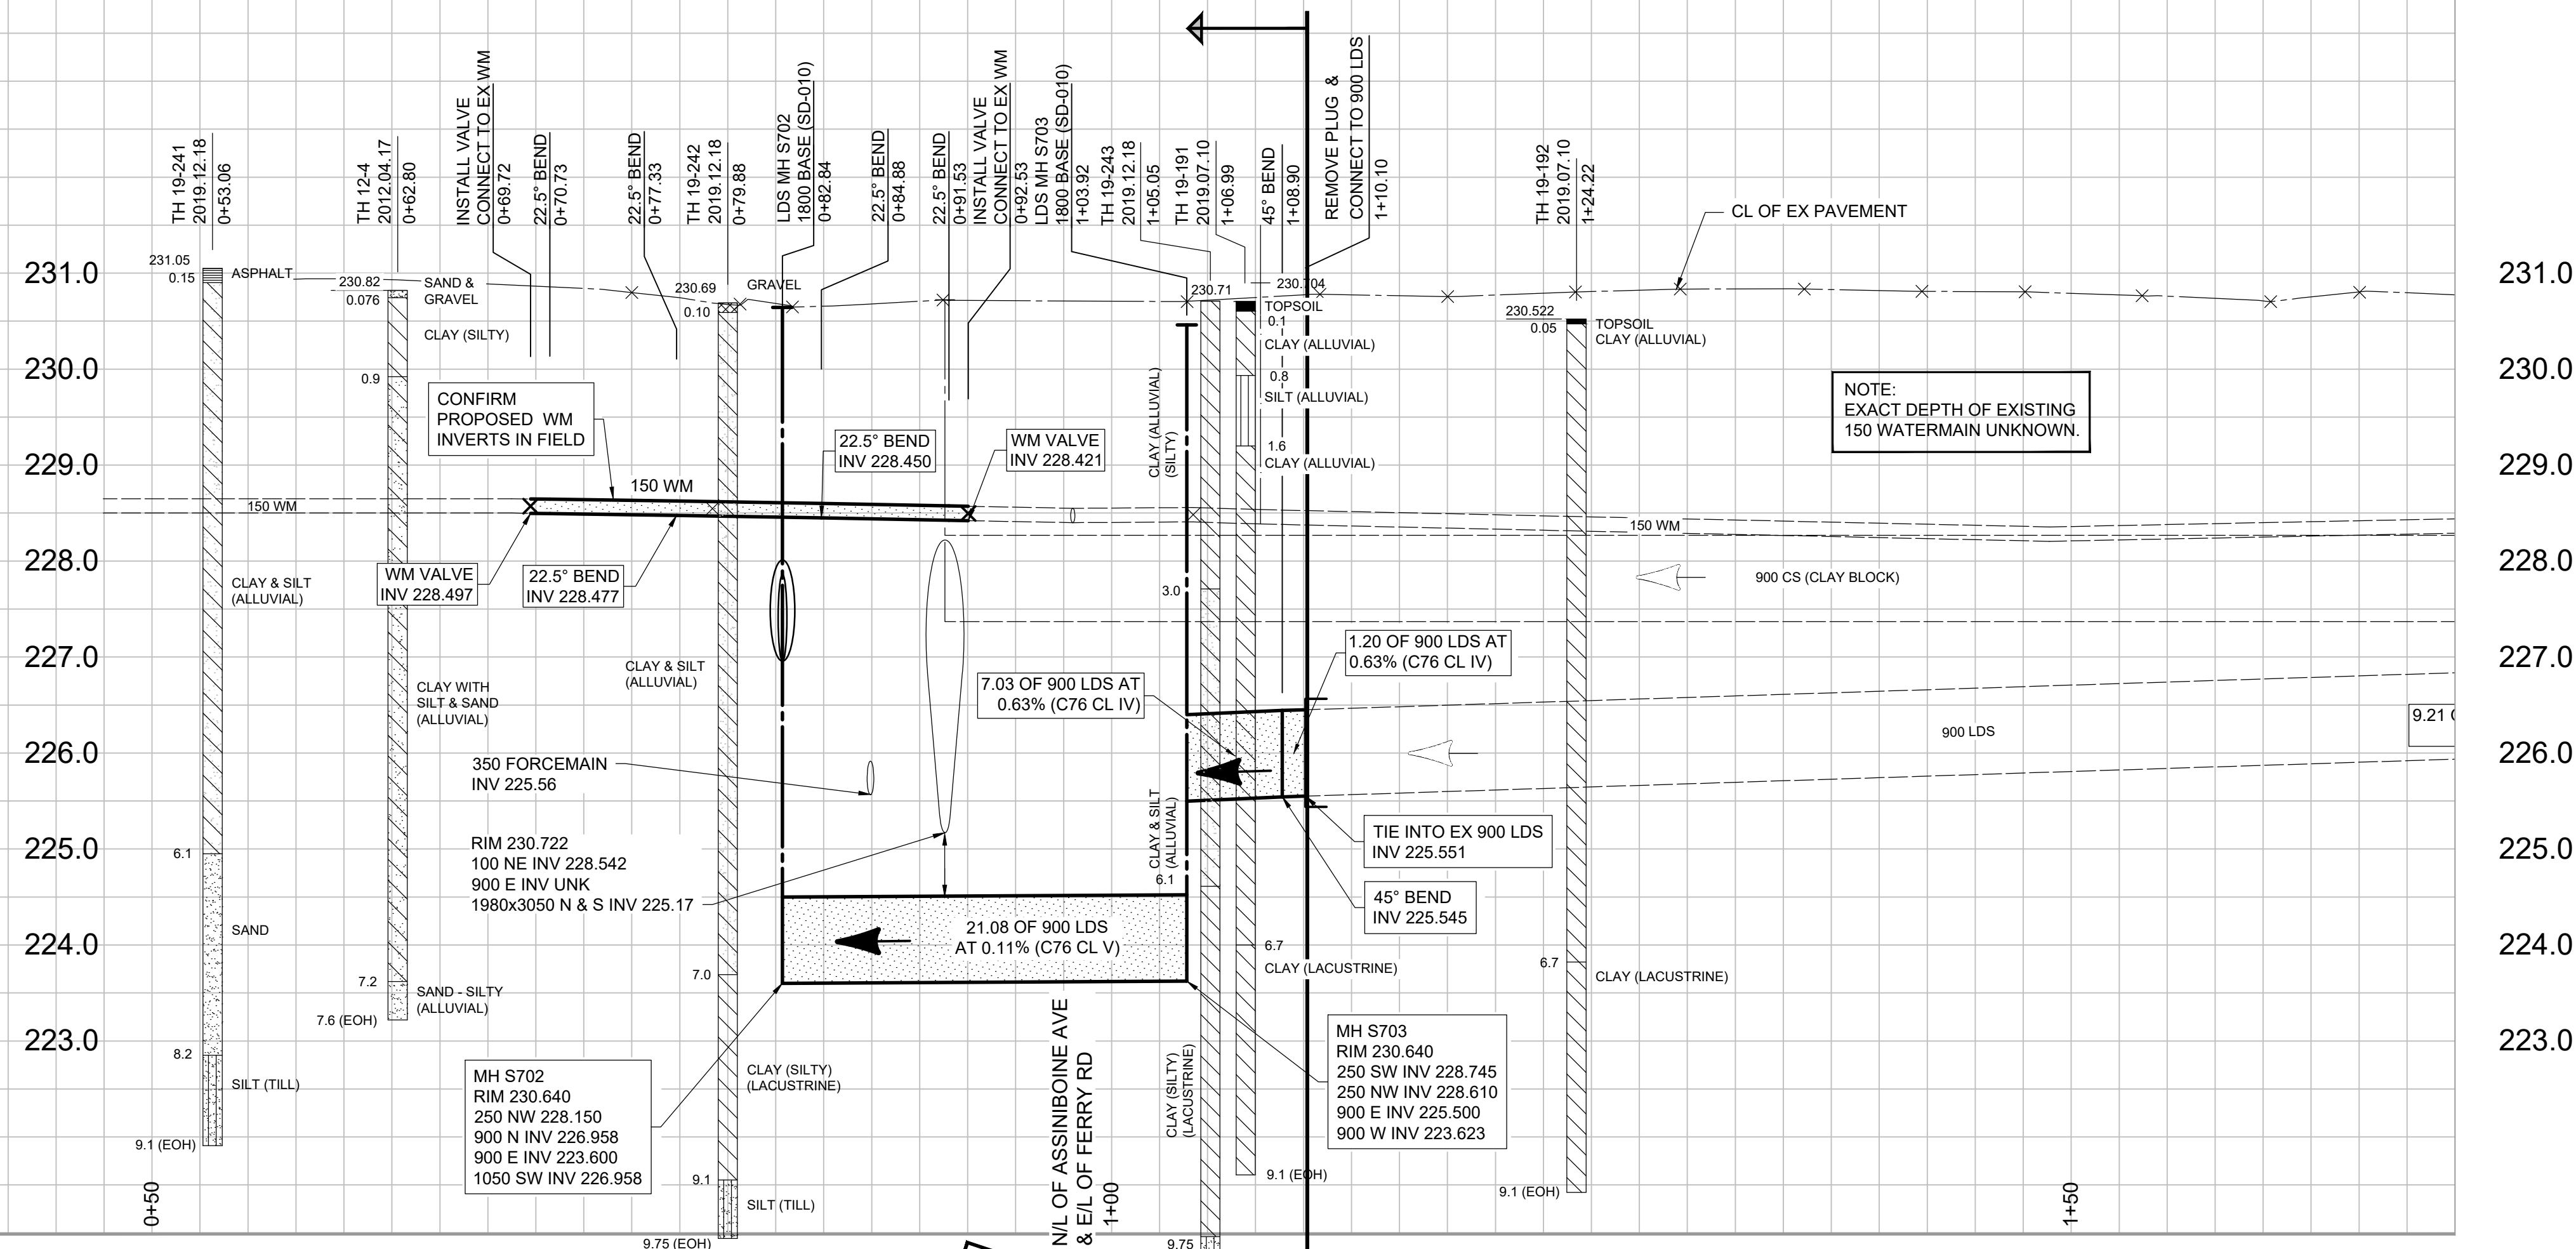 TH 19-241
2019.12.18
0+53.06
TH 12-4
2012.04.17
0+62.80
INSTALL VALVE
CONNECT TO EX WM
0+69.72
22.5° BEND
0+70.73
22.5° BEND
0+77.33
TH 19-242
2019.12.18
0+79.88
LDS MH S702
1800 BASE (SD-010)
0+82.84
22.5° BEND
0+84.88
22.5° BEND
0+91.53
INSTALL VALVE
CONNECT TO EX WM
0+92.53
LDS MH S703
1800 BASE (SD-010)
1+03.92
TH 19-243
2019.12.18
1+05.05
TH 19-191
2019.07.10
1+06.99
45° BEND
1+08.90
REMOVE PLUG &
CONNECT TO 900 LDS
1+10.10
TH 19-192
2019.07.10
1+24.22
CL OF EX PAVEMENT
231.0
230.0
229.0
228.0
227.0
226.0
225.0
224.0
223.0
231.05
0.15
ASPHALT
CLAY & SILT
(ALLUVIAL)
6.1
SAND
8.2
SILT (TILL)
9.1 (EOH)
230.82
0.076
SAND &
GRAVEL
CLAY (SILTY)
0.9
CLAY WITH
SILT & SAND
(ALLUVIAL)
7.2
SAND - SILTY
(ALLUVIAL)
7.6 (EOH)
230.69
0.10
GRAVEL
CLAY & SILT
(ALLUVIAL)
7.0
CLAY (SILTY)
(LACUSTRINE)
9.1
SILT (TILL)
9.75 (EOH)
CONFIRM
PROPOSED WM
INVERTS IN FIELD
150 WM
150 WM
WM VALVE
INV 228.497
22.5° BEND
INV 228.477
22.5° BEND
INV 228.450
WM VALVE
INV 228.421
350 FORCEMAIN
INV 225.56
RIM 230.722
100 NE INV 228.542
900 E INV UNK
1980x3050 N & S INV 225.17
21.08 OF 900 LDS
AT 0.11% (C76 CL V)
MH S702
RIM 230.640
250 NW 228.150
900 N INV 226.958
900 E INV 223.600
1050 SW INV 226.958
230.71
CLAY (ALLUVIAL)
(SILTY)
3.0
CLAY & SILT
(ALLUVIAL)
6.1
CLAY (SILTY)
(LACUSTRINE)
9.75
230.704
TOPSOIL
0.1
CLAY (ALLUVIAL)
0.8
SILT (ALLUVIAL)
1.6
CLAY (ALLUVIAL)
6.7
CLAY (LACUSTRINE)
9.1 (EOH)
7.03 OF 900 LDS AT
0.63% (C76 CL IV)
1.20 OF 900 LDS AT
0.63% (C76 CL IV)
TIE INTO EX 900 LDS
INV 225.551
45° BEND
INV 225.545
MH S703
RIM 230.640
250 SW INV 228.745
250 NW INV 228.610
900 E INV 225.500
900 W INV 223.623
230.522
0.05
TOPSOIL
CLAY (ALLUVIAL)
6.7
CLAY (LACUSTRINE)
9.1 (EOH)
NOTE:
EXACT DEPTH OF EXISTING
150 WATERMAIN UNKNOWN.
150 WM
900 CS (CLAY BLOCK)
900 LDS
9.21
231.0
230.0
229.0
228.0
227.0
226.0
225.0
224.0
223.0
0+50
N/L OF ASSINIBOINE AVE
& E/L OF FERRY RD
1+00
1+50